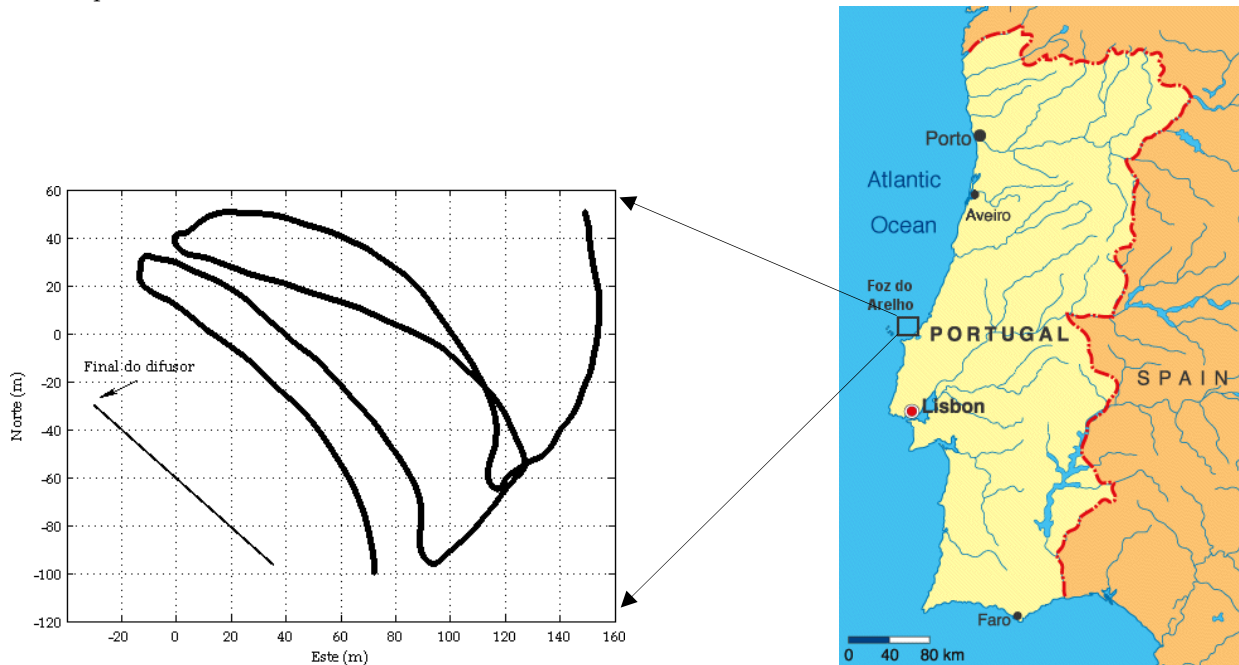 60
40
20
0
-20
-40
-60
-80
-100
-120
Norte (m)
Final do difusor
-20 0 20 40 60 80 100 120 140 160
Este (m)
Porto
Atlantic
Ocean
Aveiro
Foz do
Arelho
PORTUGAL
SPAIN
Lisbon
Faro
0 40 80 km